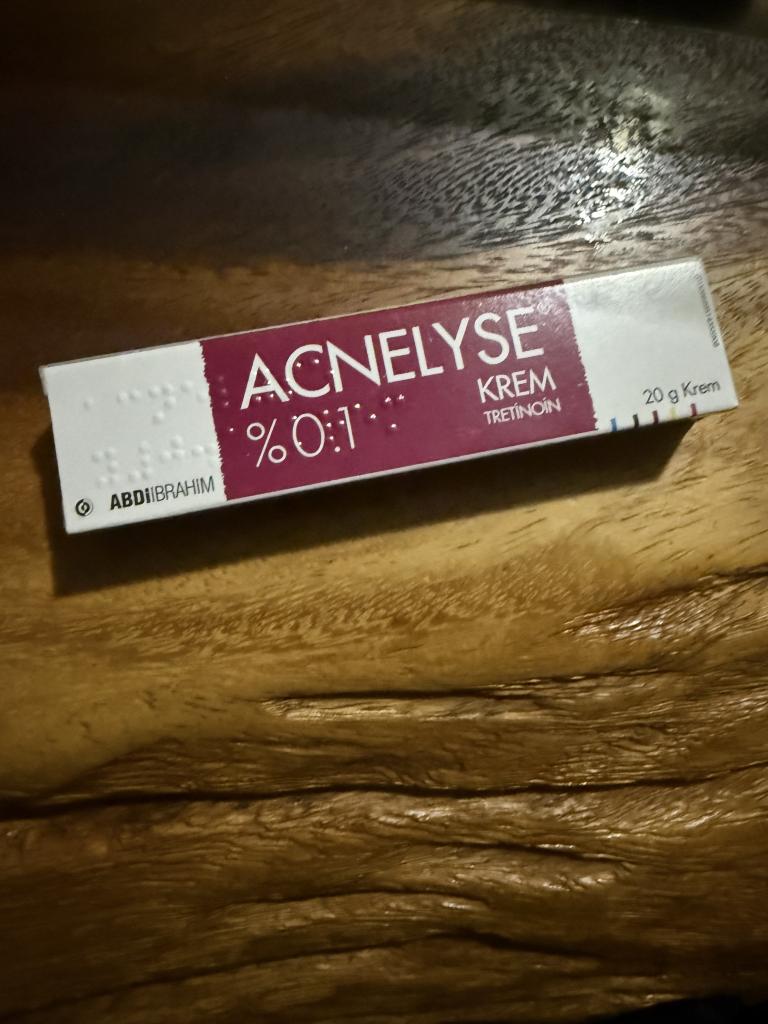 ACNELYSE®
%0.1
KREM
TRETİNOİN
ABDİİBRAHİM
20 g Krem